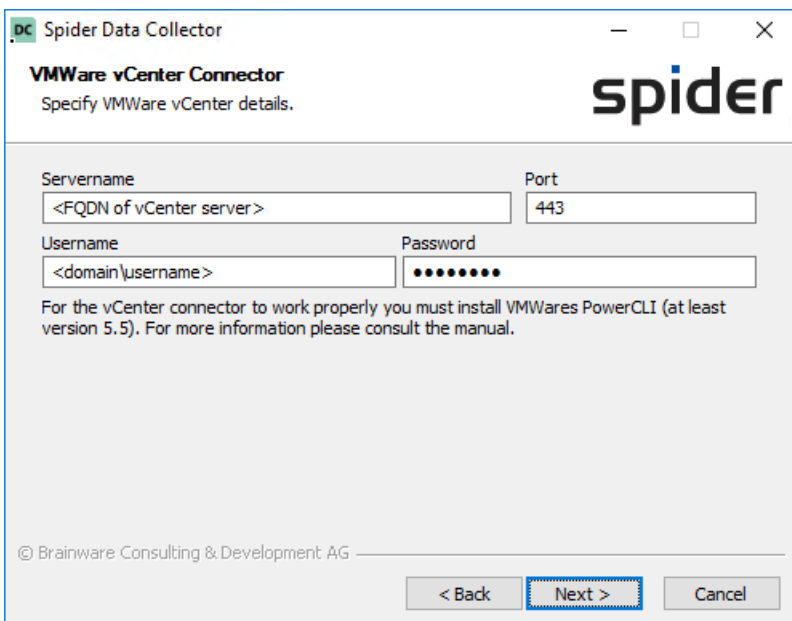 DC Spider Data Collector
VMWare vCenter Connector
Specify VMWare vCenter details.
spider
Servername
Port
<FQDN of vCenter server>
443
Username
Password
<domain\username>
●●●●●●●●
For the vCenter connector to work properly you must install VMWares PowerCLI (at least
version 5.5). For more information please consult the manual.
© Brainware Consulting & Development AG
< Back
Next >
Cancel